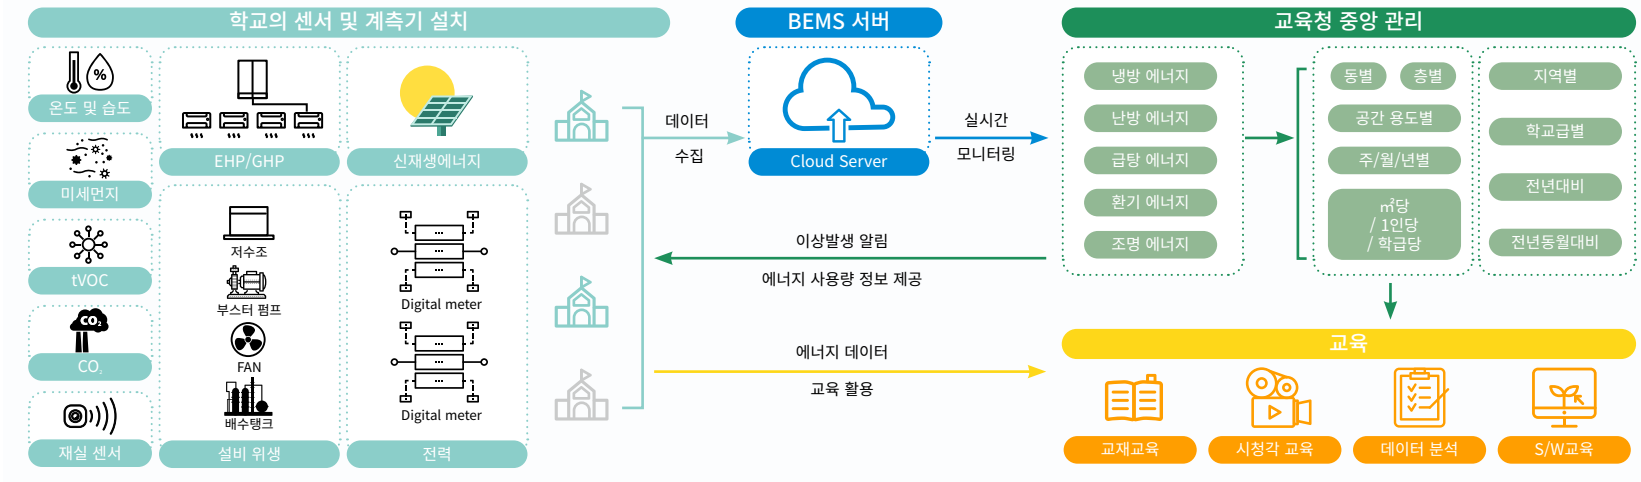 학교의 센서 및 계측기 설치
%
온도 및 습도
미세먼지
tVOC
CO₂
CO₂
재실 센서
EHP/GHP
신재생에너지
저수조
부스터 펌프
FAN
배수탱크
설비 위생
Digital meter
Digital meter
전력
데이터
수집
BEMS 서버
Cloud Server
실시간
모니터링
이상발생 알림
에너지 사용량 정보 제공
에너지 데이터
교육 활용
교육청 중앙 관리
냉방 에너지
난방 에너지
급탕 에너지
환기 에너지
조명 에너지
동별
층별
공간 용도별
주/월/년별
㎡당
/ 1인당
/ 학급당
지역별
학교급별
전년대비
전년동월대비
교육
교재교육
시청각 교육
데이터 분석
S/W교육